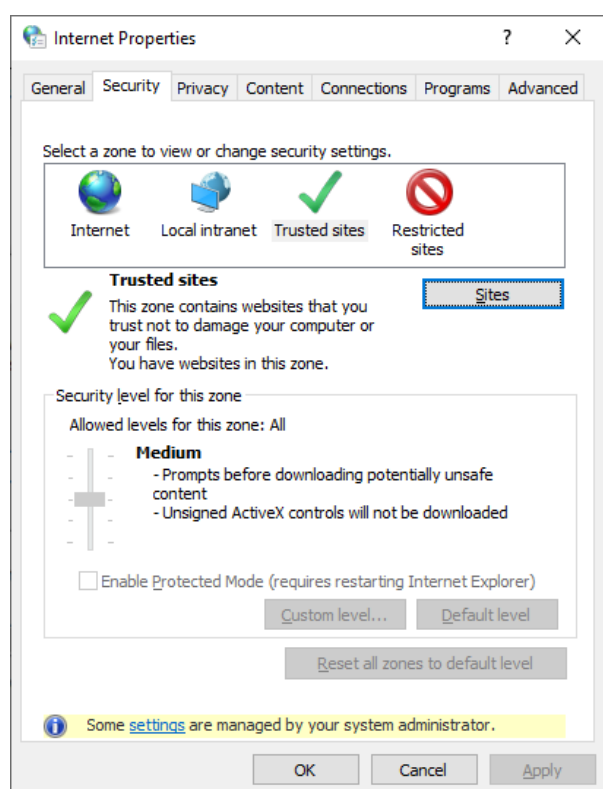 Internet Properties
?
General Security Privacy Content Connections Programs Advanced
Select a zone to view or change security settings.
Internet Local intranet Trusted sites Restricted
sites
Trusted sites
Sites
This zone contains websites that you
trust not to damage your computer or
your files.
You have websites in this zone.
Security level for this zone
Allowed levels for this zone: All
Medium
- Prompts before downloading potentially unsafe
content
- Unsigned ActiveX controls will not be downloaded
Enable Protected Mode (requires restarting Internet Explorer)
Custom level... Default level
Reset all zones to default level
Some settings are managed by your system administrator.
OK Cancel Apply